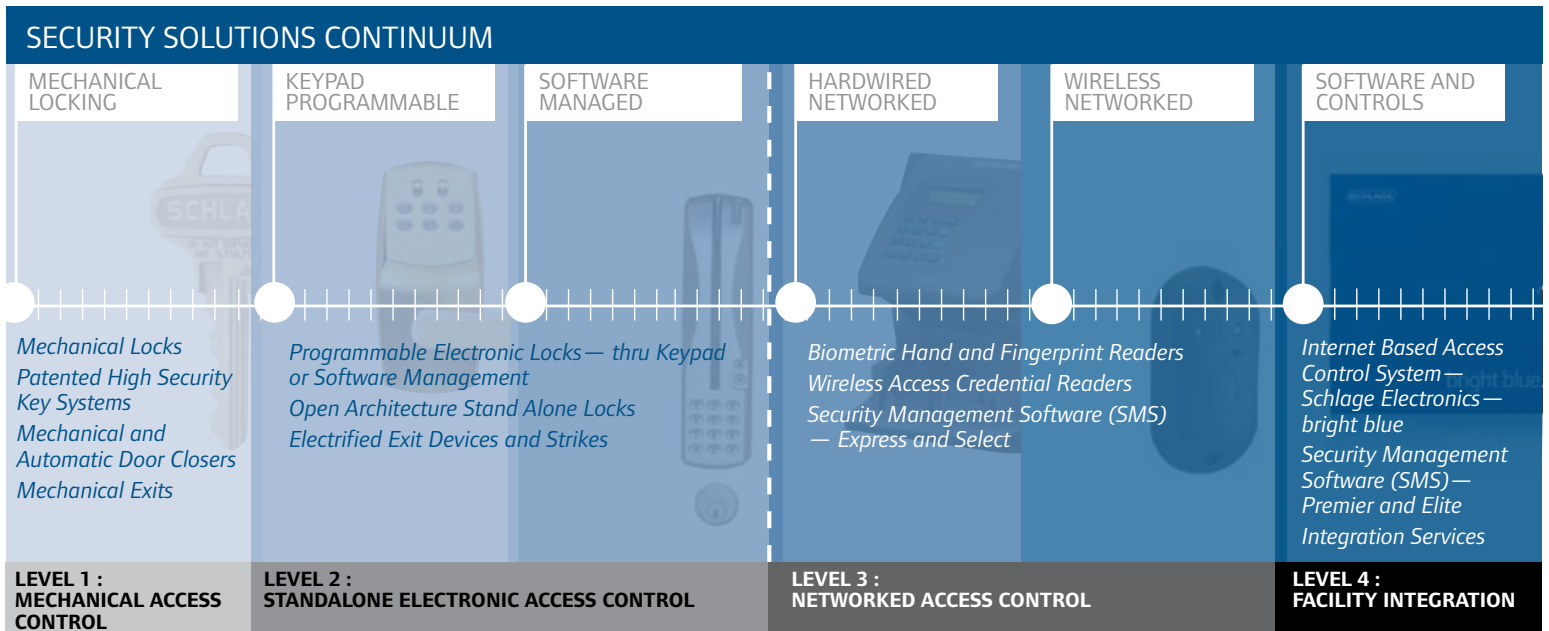 SECURITY SOLUTIONS CONTINUUM
MECHANICAL
LOCKING
KEYPAD
PROGRAMMABLE
SOFTWARE
MANAGED
HARDWIRED
NETWORKED
WIRELESS
NETWORKED
SOFTWARE AND
CONTROLS
SCHLA
SCHLAGE
bright blue
Mechanical Locks
Patented High Security
Key Systems
Mechanical and
Automatic Door Closers
Mechanical Exits
Programmable Electronic Locks— thru Keypad
or Software Management
Open Architecture Stand Alone Locks
Electrified Exit Devices and Strikes
Biometric Hand and Fingerprint Readers
Wireless Access Credential Readers
Security Management Software (SMS)
— Express and Select
Internet Based Access
Control System—
Schlage Electronics—
bright blue
Security Management
Software (SMS)—
Premier and Elite
Integration Services
LEVEL 1 :
MECHANICAL ACCESS
CONTROL
LEVEL 2 :
STANDALONE ELECTRONIC ACCESS CONTROL
LEVEL 3 :
NETWORKED ACCESS CONTROL
LEVEL 4 :
FACILITY INTEGRATION